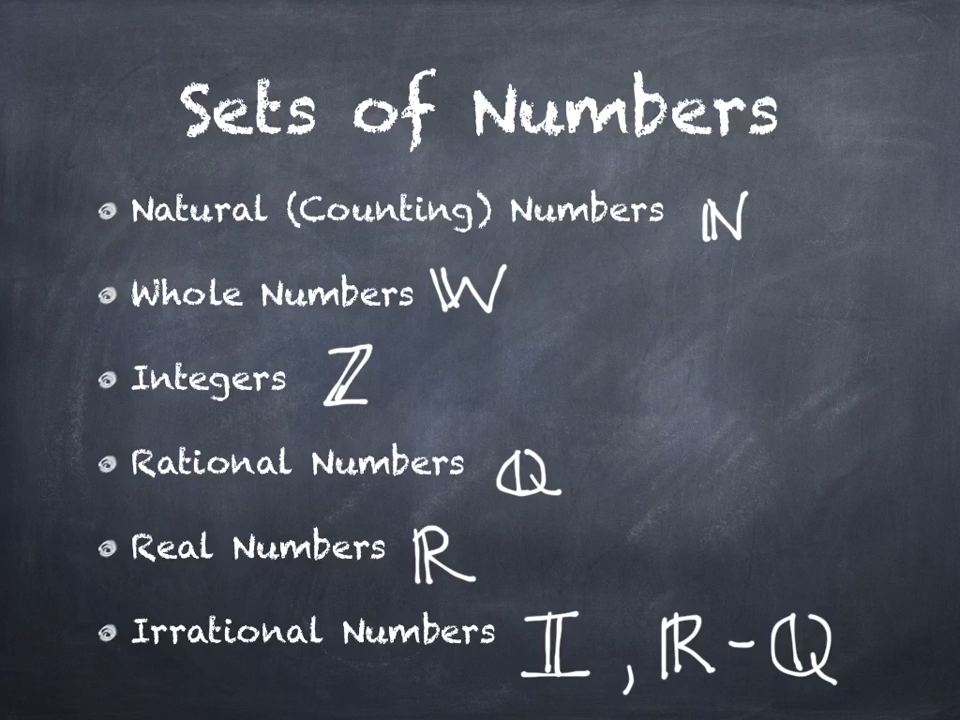 Sets of Numbers
Natural (Counting) Numbers ℕ
Whole Numbers 𝕎
Integers ℤ
Rational Numbers ℚ
Real Numbers ℝ
Irrational Numbers 𝕀 , ℝ-ℚ